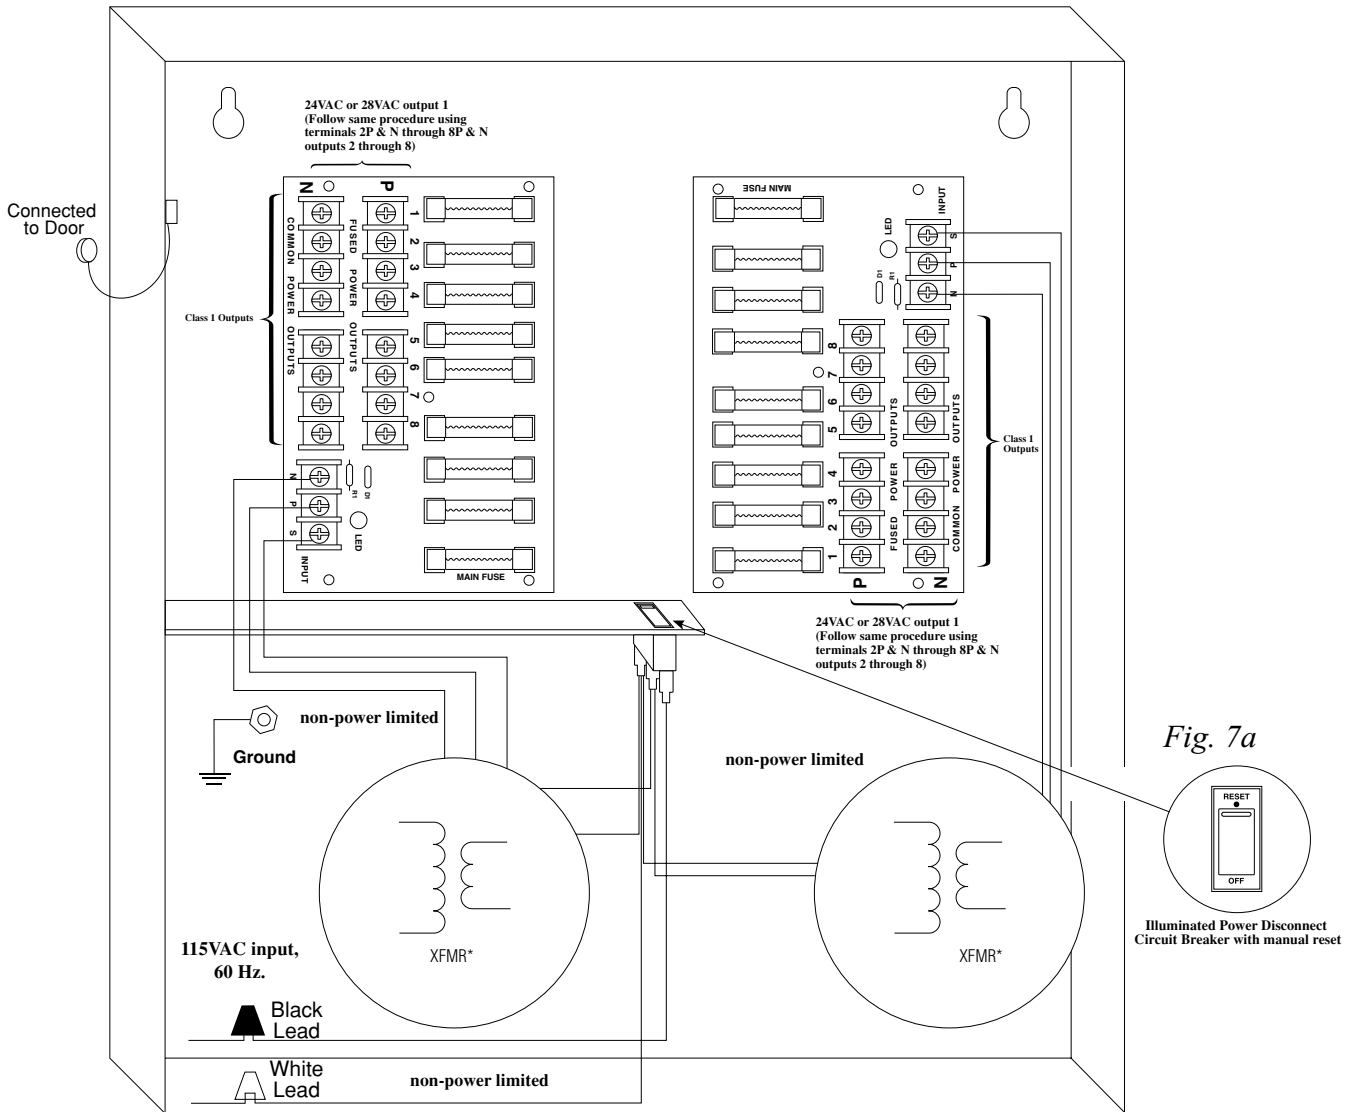 24VAC or 28VAC output 1
(Follow same procedure using
terminals 2P & N through 8P & N
outputs 2 through 8)
Connected
to Door
N
P
COMMON POWER OUTPUTS
FUSED POWER OUTPUTS
1
2
3
4
5
6
7
8
Class 1 Outputs
N
P
S
INPUT
R1
D1
LED
MAIN FUSE
MAIN FUSE
INPUT
LED
S
P
N
D1
R1
8
7
6
5
4
3
2
1
FUSED POWER OUTPUTS
COMMON POWER OUTPUTS
Class 1
Outputs
P
N
24VAC or 28VAC output 1
(Follow same procedure using
terminals 2P & N through 8P & N
outputs 2 through 8)
non-power limited
Ground
non-power limited
Fig. 7a
RESET
OFF
Illuminated Power Disconnect
Circuit Breaker with manual reset
XFMR*
XFMR*
115VAC input,
60 Hz.
Black
Lead
White
Lead
non-power limited